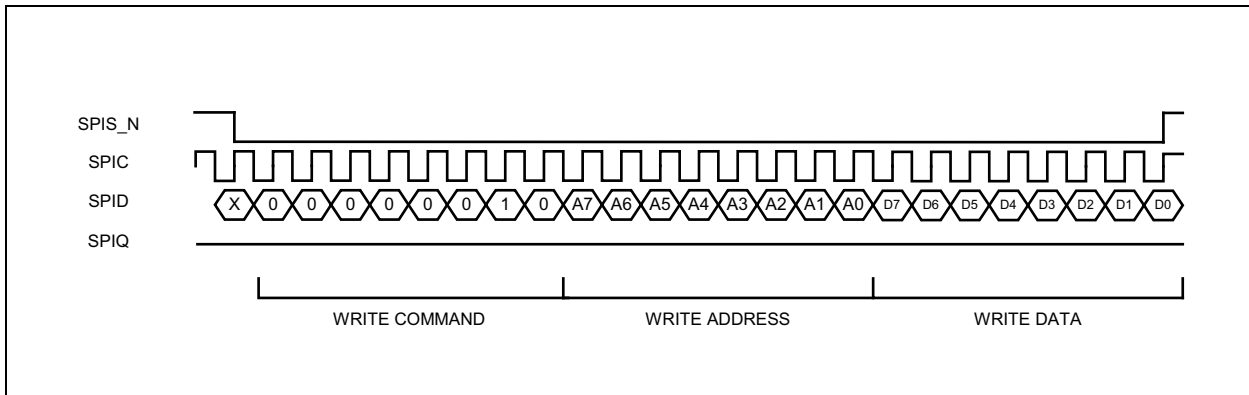 SPIS_N
SPIC
SPID X 0 0 0 0 0 0 1 0 A7 A6 A5 A4 A3 A2 A1 A0 D7 D6 D5 D4 D3 D2 D1 D0
SPIQ
WRITE COMMAND WRITE ADDRESS WRITE DATA